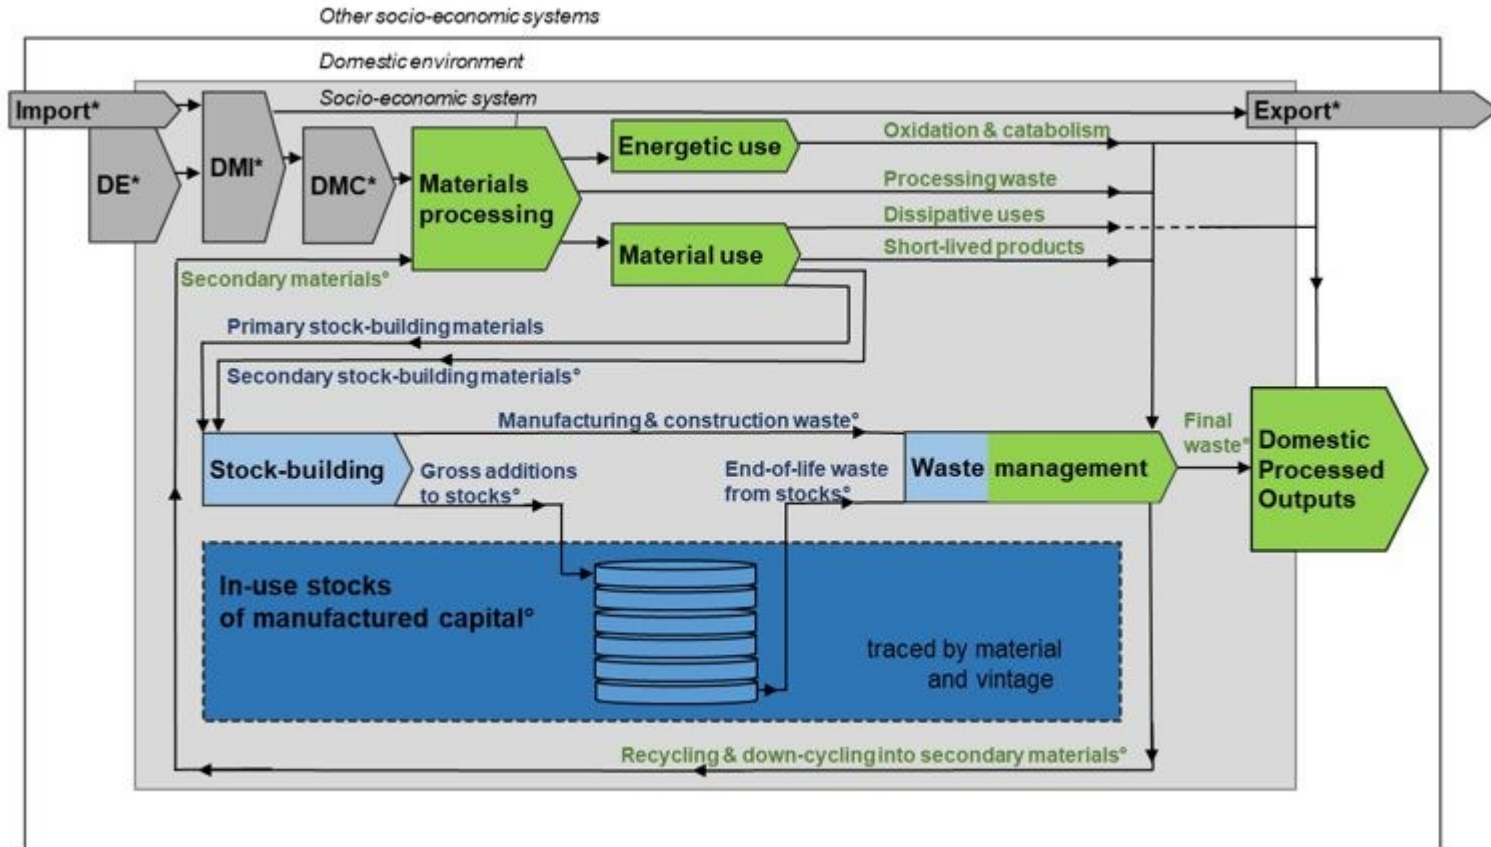 Other socio-economic systems
Domestic environment
Socio-economic system
Import*
Export*
DE*
DMI*
DMC*
Materials
processing
Energetic use
Material use
Oxidation & catabolism
Processing waste
Dissipative uses
Short-lived products
Secondary materials°
Primary stock-building materials
Secondary stock-building materials°
Manufacturing & construction waste°
Stock-building
Gross additions
to stocks°
End-of-life waste
from stocks°
Waste management
Final
waste°
Domestic
Processed
Outputs
In-use stocks
of manufactured capital°
traced by material
and vintage
Recycling & down-cycling into secondary materials°